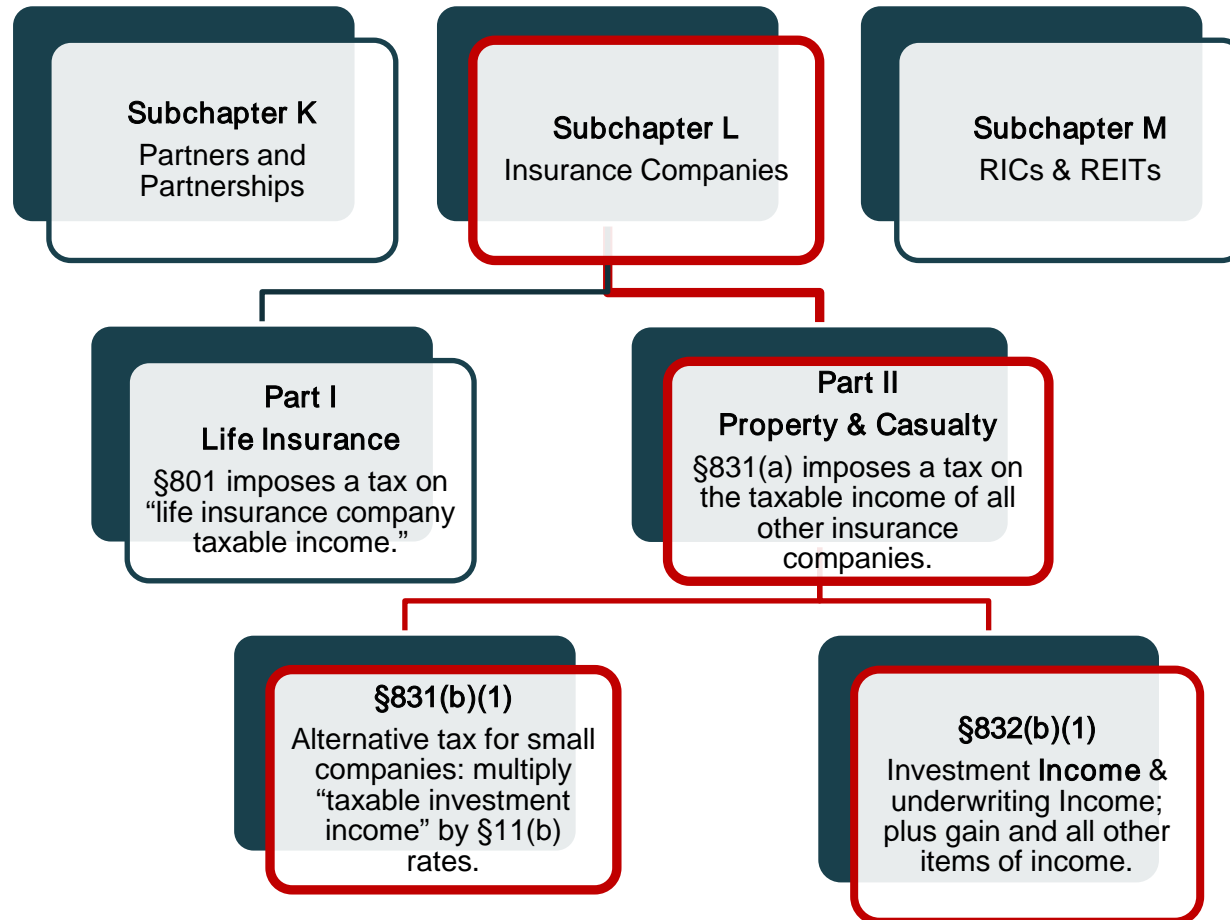 Subchapter K
Partners and
Partnerships
Subchapter L
Insurance Companies
Subchapter M
RICs & REITs
Part I
Life Insurance
§801 imposes a tax on
“life insurance company
taxable income.”
Part II
Property & Casualty
§831(a) imposes a tax on
the taxable income of all
other insurance
companies.
§831(b)(1)
Alternative tax for small
companies: multiply
“taxable investment
income” by §11(b)
rates.
§832(b)(1)
Investment Income &
underwriting Income;
plus gain and all other
items of income.